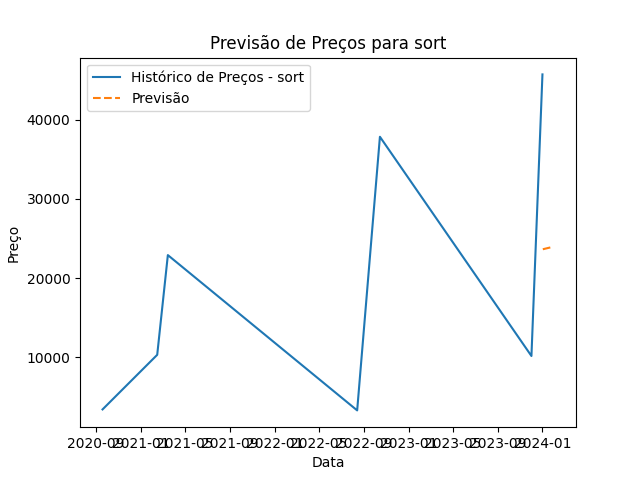 Previsão de Preços para sort
Histórico de Preços - sort
Previsão
Preço
40000
30000
20000
10000
2020-09 2021-01 2021-05 2021-09 2022-01 2022-05 2022-09 2023-01 2023-05 2023-09 2024-01
Data